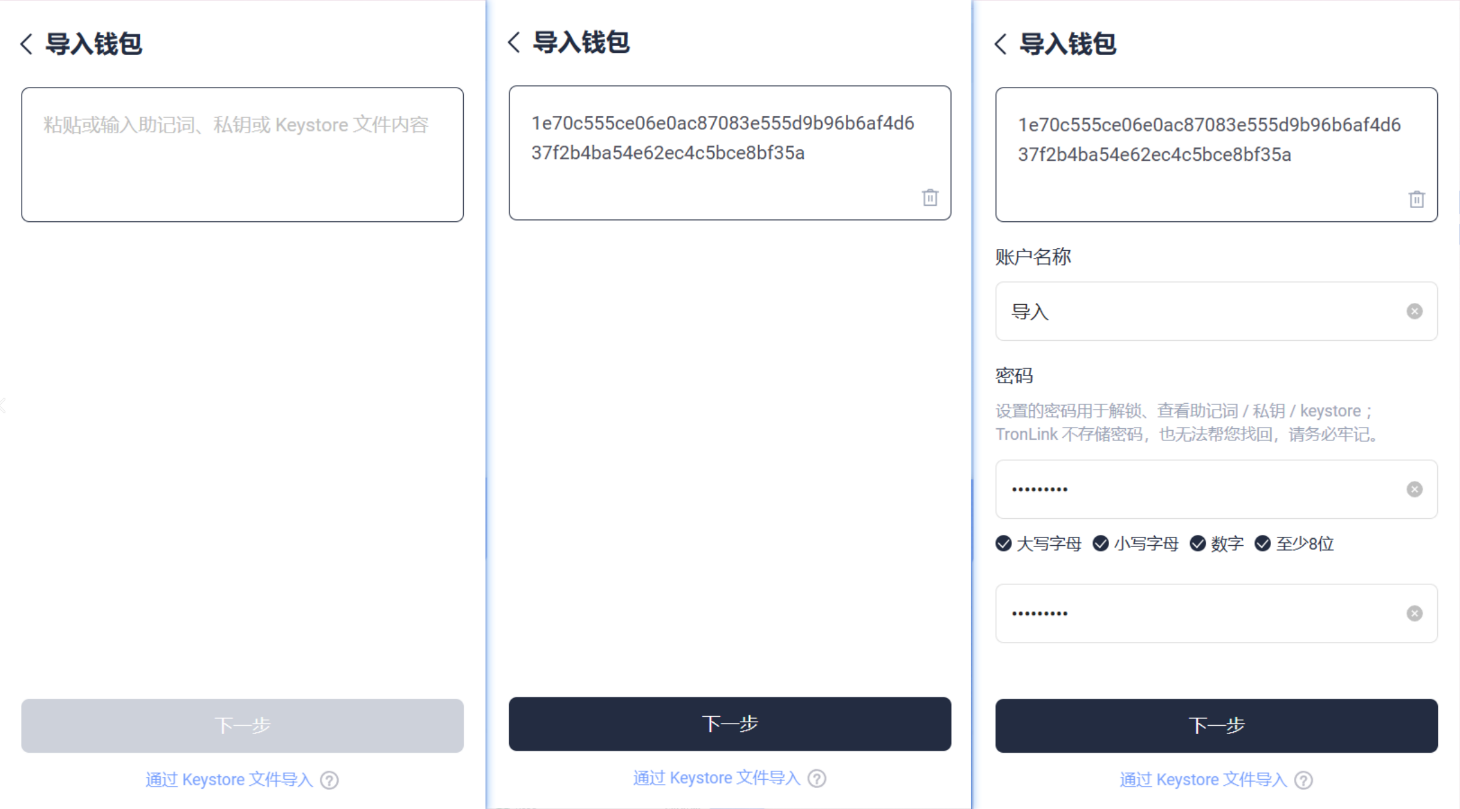 导入钱包
粘贴或输入助记词、私钥或 Keystore 文件内容
下一步
通过 Keystore 文件导入 ?
导入钱包
1e70c555ce06e0ac87083e555d9b96b6af4d6
37f2b4ba54e62ec4c5bce8bf35a
下一步
通过 Keystore 文件导入 ?
导入钱包
1e70c555ce06e0ac87083e555d9b96b6af4d6
37f2b4ba54e62ec4c5bce8bf35a
账户名称
导入
密码
设置的密码用于解锁、查看助记词 / 私钥 / keystore；
TronLink 不存储密码，也无法帮您找回，请务必牢记。
•••••••••
大写字母 小写字母 数字 至少8位
•••••••••
下一步
通过 Keystore 文件导入 ?